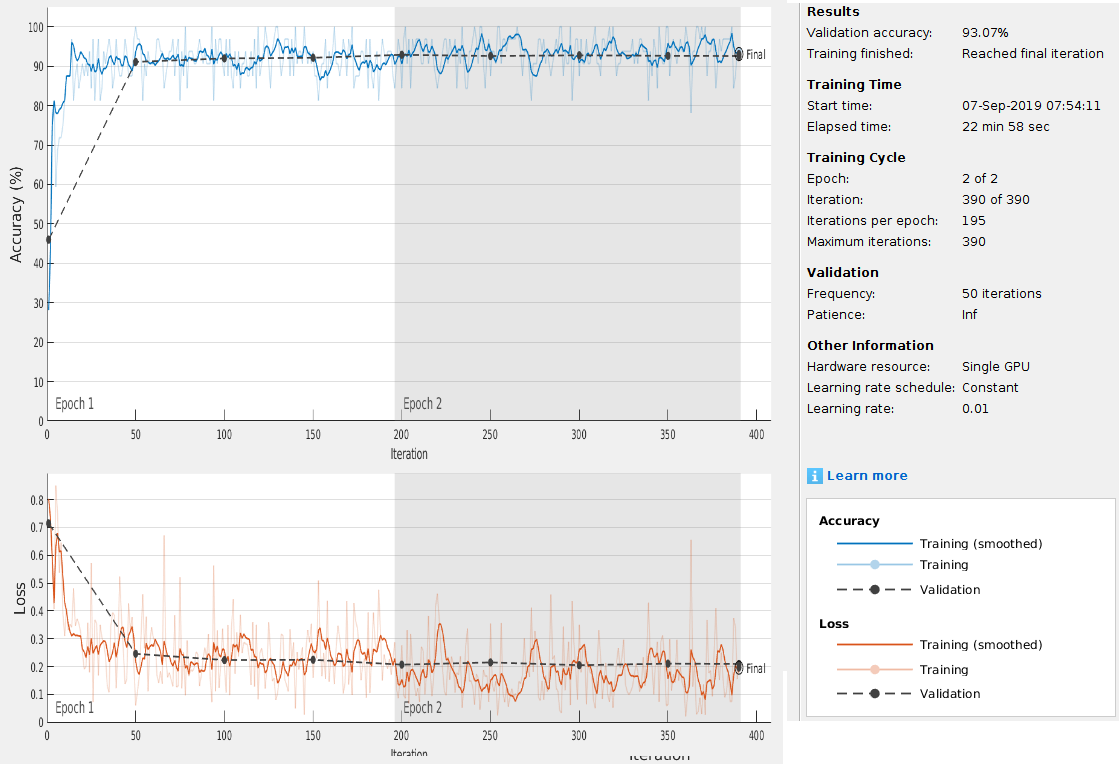 100
90
80
70
60
50
40
30
20
10
0
Accuracy (%)
Epoch 1
Epoch 2
Final
0 50 100 150 200 250 300 350 400
Iteration
0.8
0.7
0.6
0.5
0.4
0.3
0.2
0.1
0
Loss
Epoch 1
Epoch 2
Final
0 50 100 150 200 250 300 350 400
Iteration
Iteration
Results
Validation accuracy: 93.07%
Training finished: Reached final iteration
Training Time
Start time: 07-Sep-2019 07:54:11
Elapsed time: 22 min 58 sec
Training Cycle
Epoch: 2 of 2
Iteration: 390 of 390
Iterations per epoch: 195
Maximum iterations: 390
Validation
Frequency: 50 iterations
Patience: Inf
Other Information
Hardware resource: Single GPU
Learning rate schedule: Constant
Learning rate: 0.01
i Learn more
Accuracy
Training (smoothed)
Training
Validation
Loss
Training (smoothed)
Training
Validation